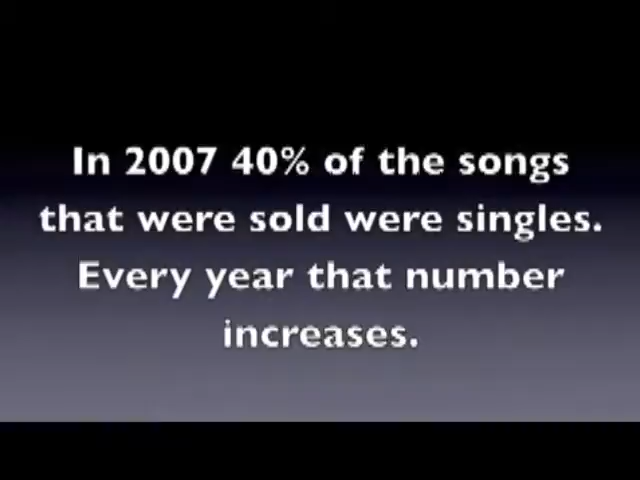 In 2007 40% of the songs
that were sold were singles.
Every year that number
increases.